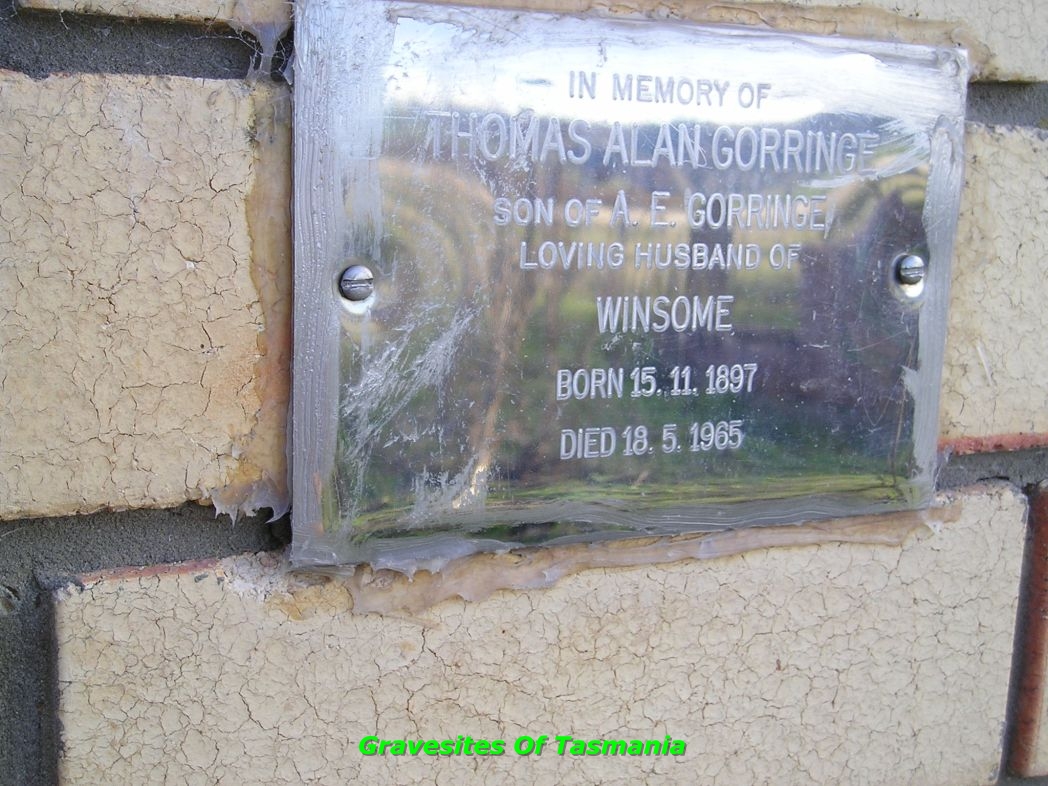 IN MEMORY OF
THOMAS ALAN GORRINGE
SON OF A. E. GORRINGE,
LOVING HUSBAND OF
WINSOME
BORN 15. 11. 1897
DIED 18. 5. 1965
Gravesites Of Tasmania